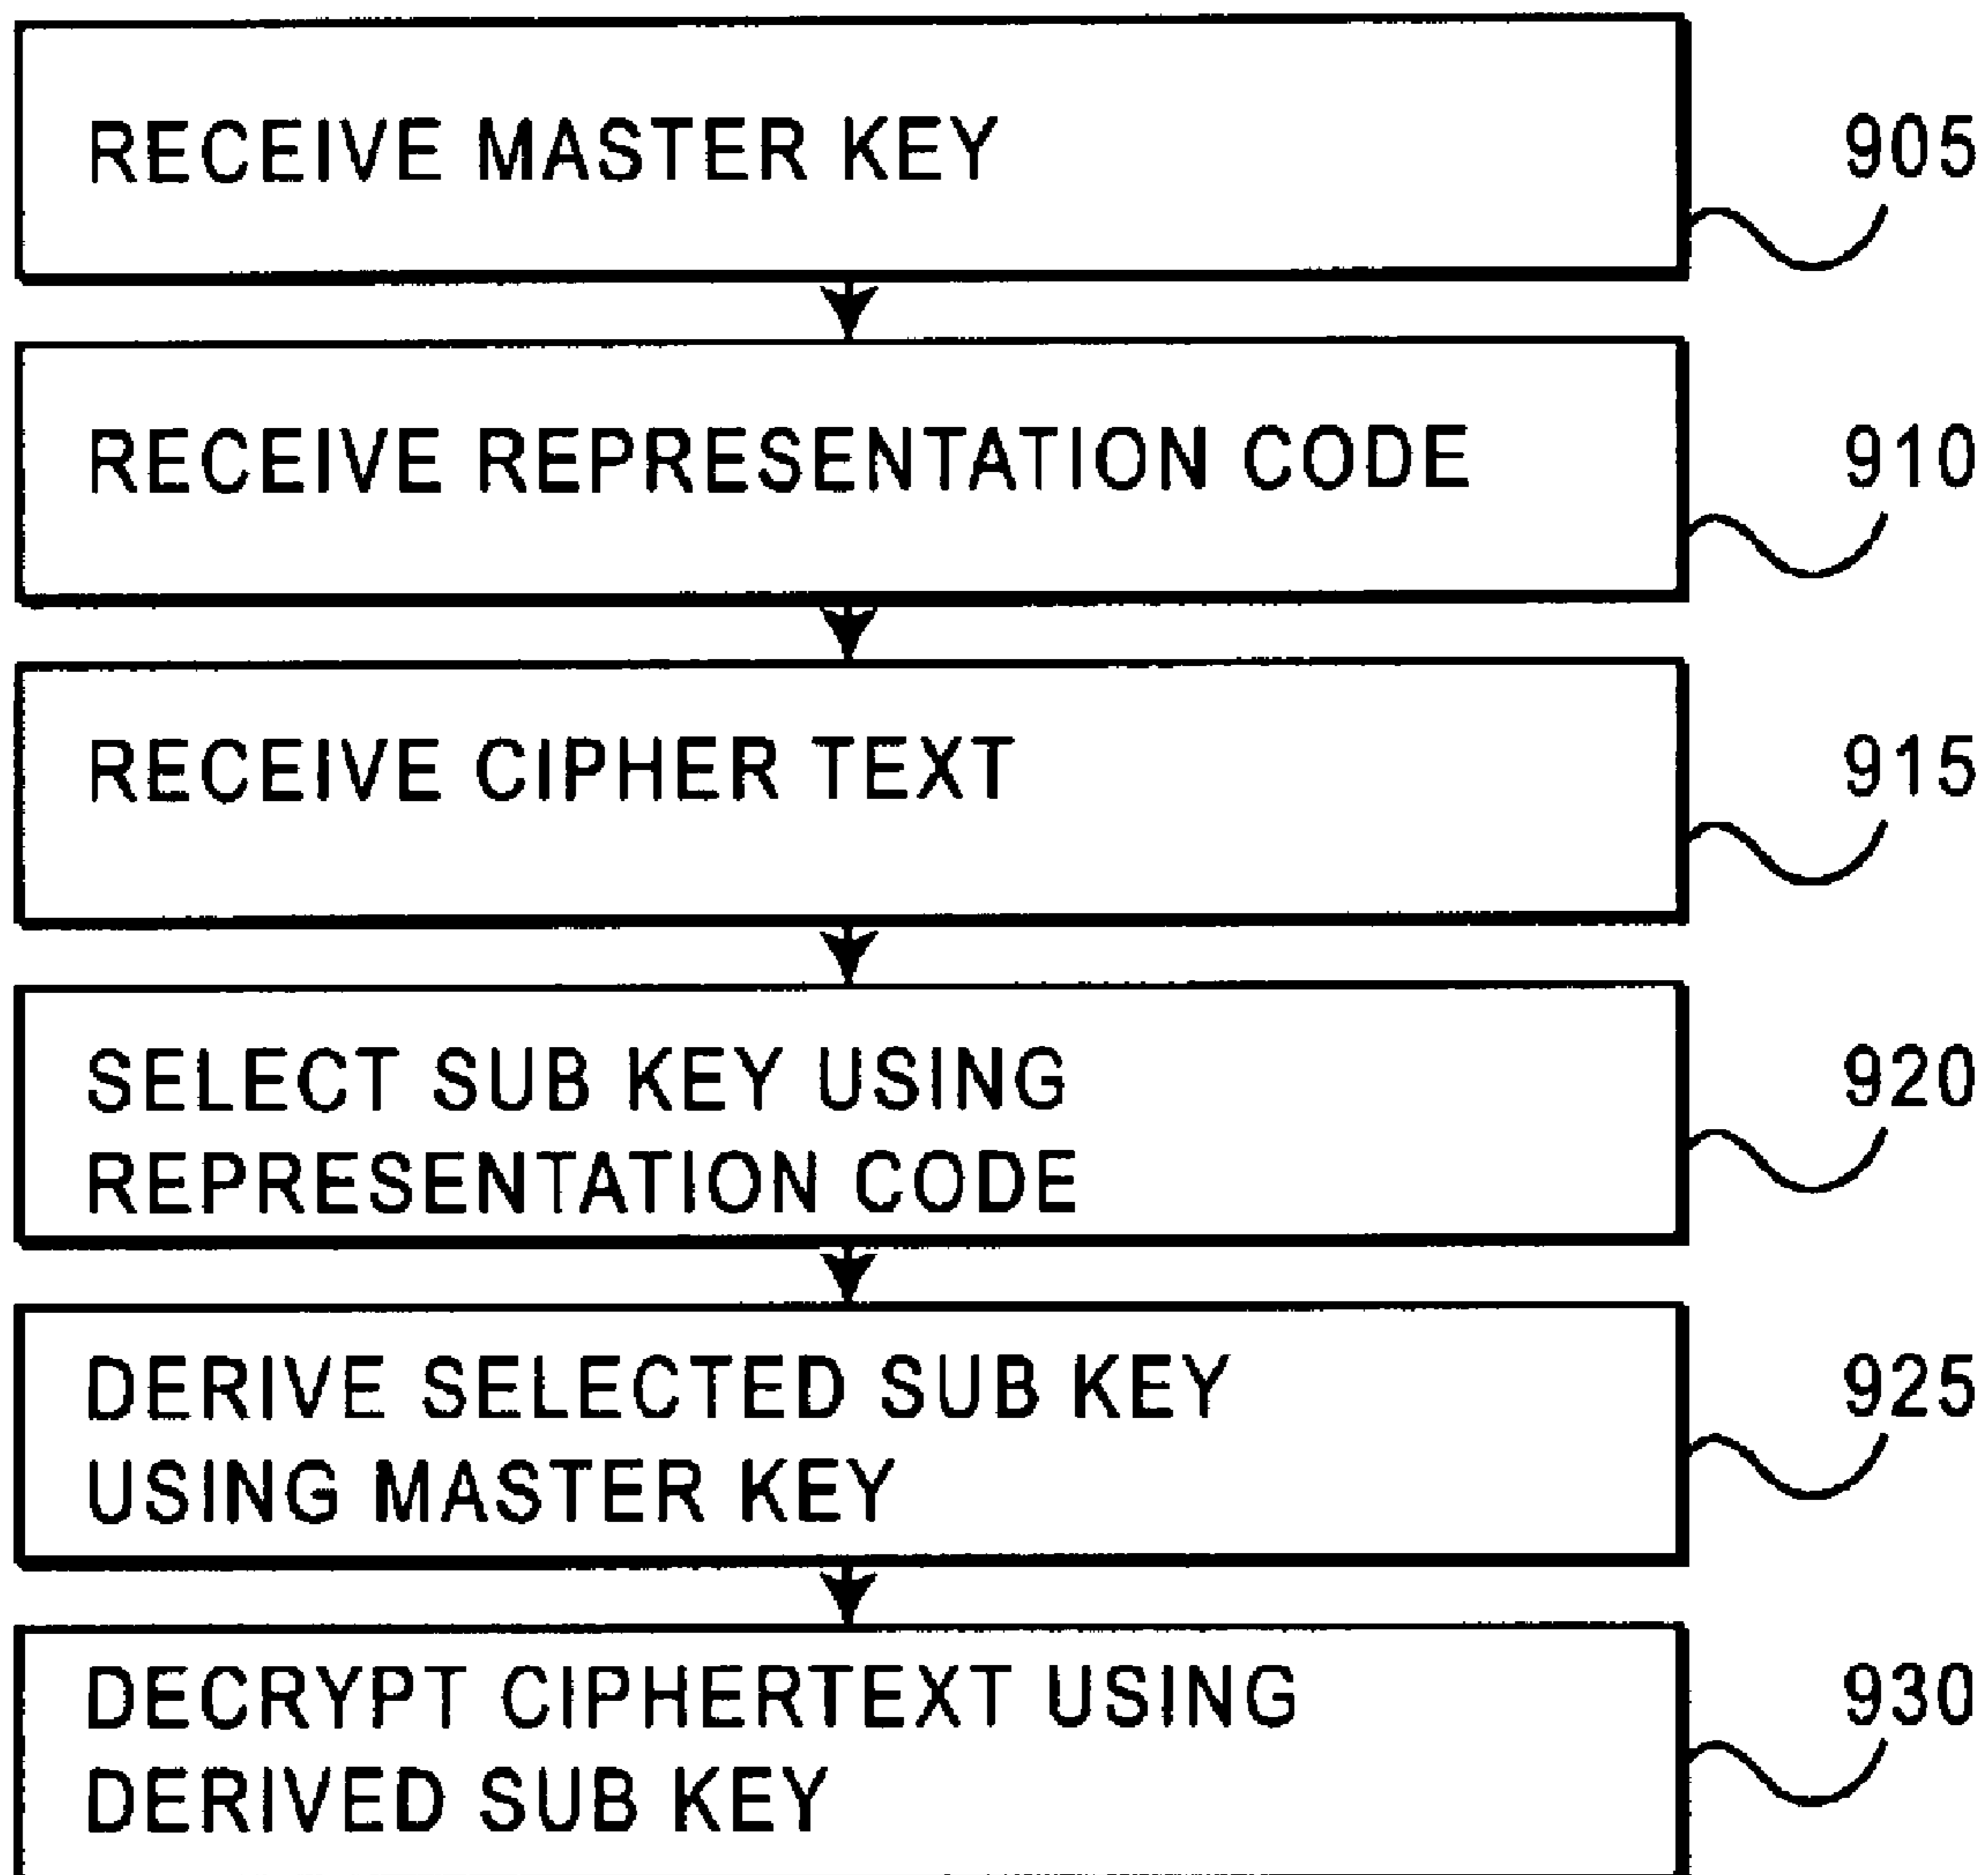 RECEIVE MASTER KEY
905
RECEIVE REPRESENTATION CODE
910
RECEIVE CIPHER TEXT
915
SELECT SUB KEY USING
REPRESENTATION CODE
920
DERIVE SELECTED SUB KEY
USING MASTER KEY
925
DECRYPT CIPHERTEXT USING
DERIVED SUB KEY
930